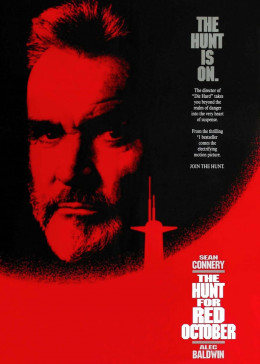 THE
HUNT
IS
ON.
The director of
"Die Hard" takes
you beyond the
realm of danger
into the very heart
of suspense.
From the thrilling
#1 bestseller
comes the
electrifying
motion picture.
JOIN THE HUNT.
SEAN
CONNERY
THE
HUNT
FOR
RED
OCTOBER
ALEC
BALDWIN